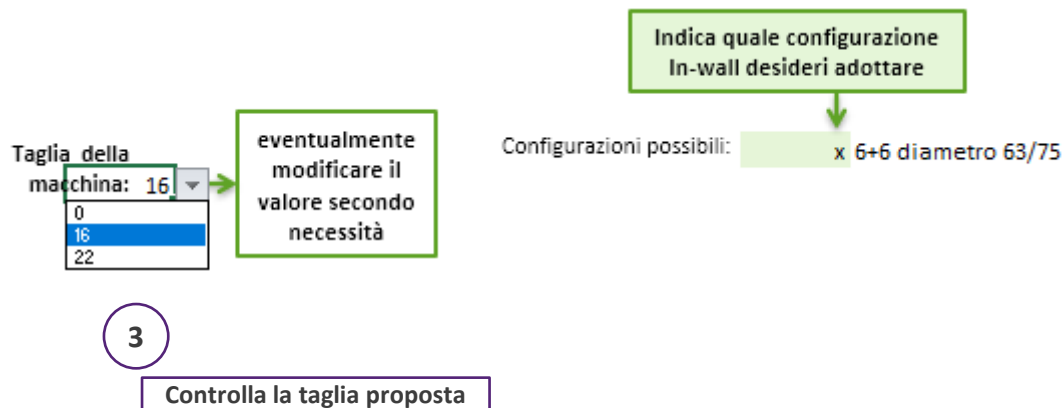 Indica quale configurazione
In-wall desideri adottare
Taglia della
macchina: 16
0
16
22
eventualmente
modificare il
valore secondo
necessità
Configurazioni possibili: x 6+6 diametro 63/75
3
Controlla la taglia proposta